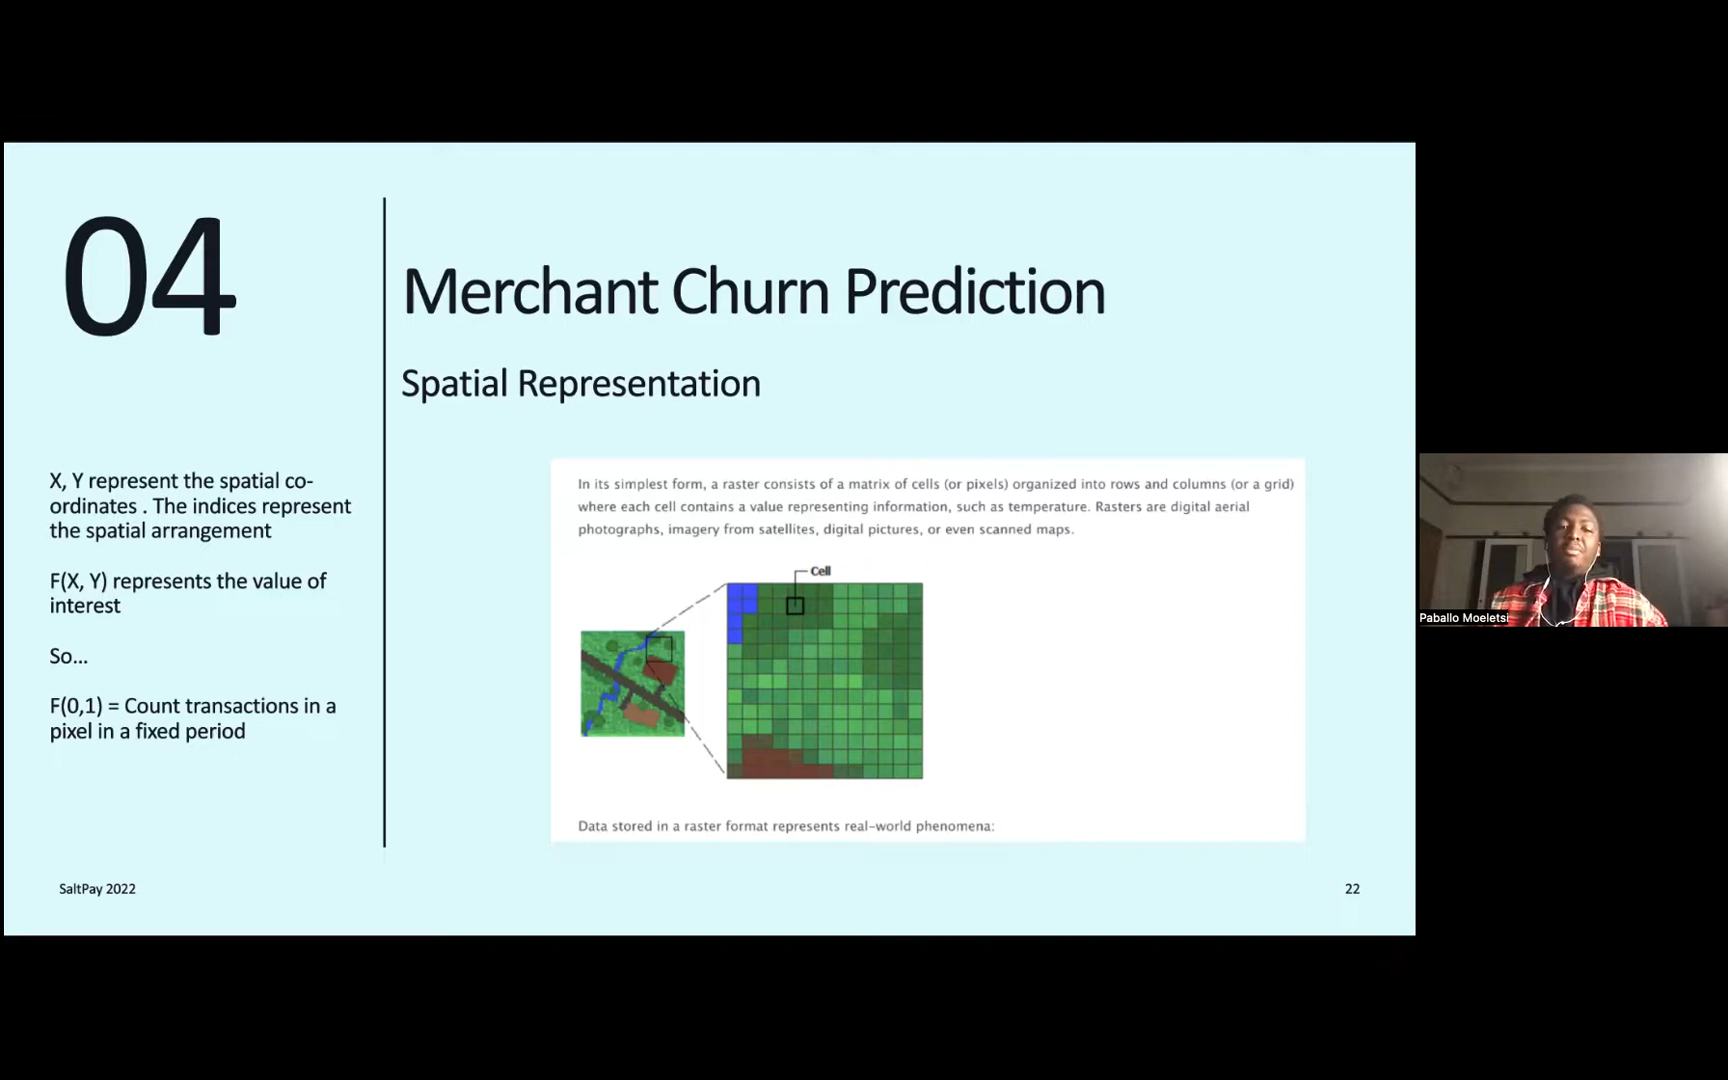 04
Merchant Churn Prediction
Spatial Representation
X, Y represent the spatial co-
ordinates . The indices represent
the spatial arrangement
F(X, Y) represents the value of
interest
So...
F(0,1) = Count transactions in a
pixel in a fixed period
In its simplest form, a raster consists of a matrix of cells (or pixels) organized into rows and columns (or a grid)
where each cell contains a value representing information, such as temperature. Rasters are digital aerial
photographs, imagery from satellites, digital pictures, or even scanned maps.
Cell
Data stored in a raster format represents real-world phenomena:
SaltPay 2022
22
Paballo Moeletsi